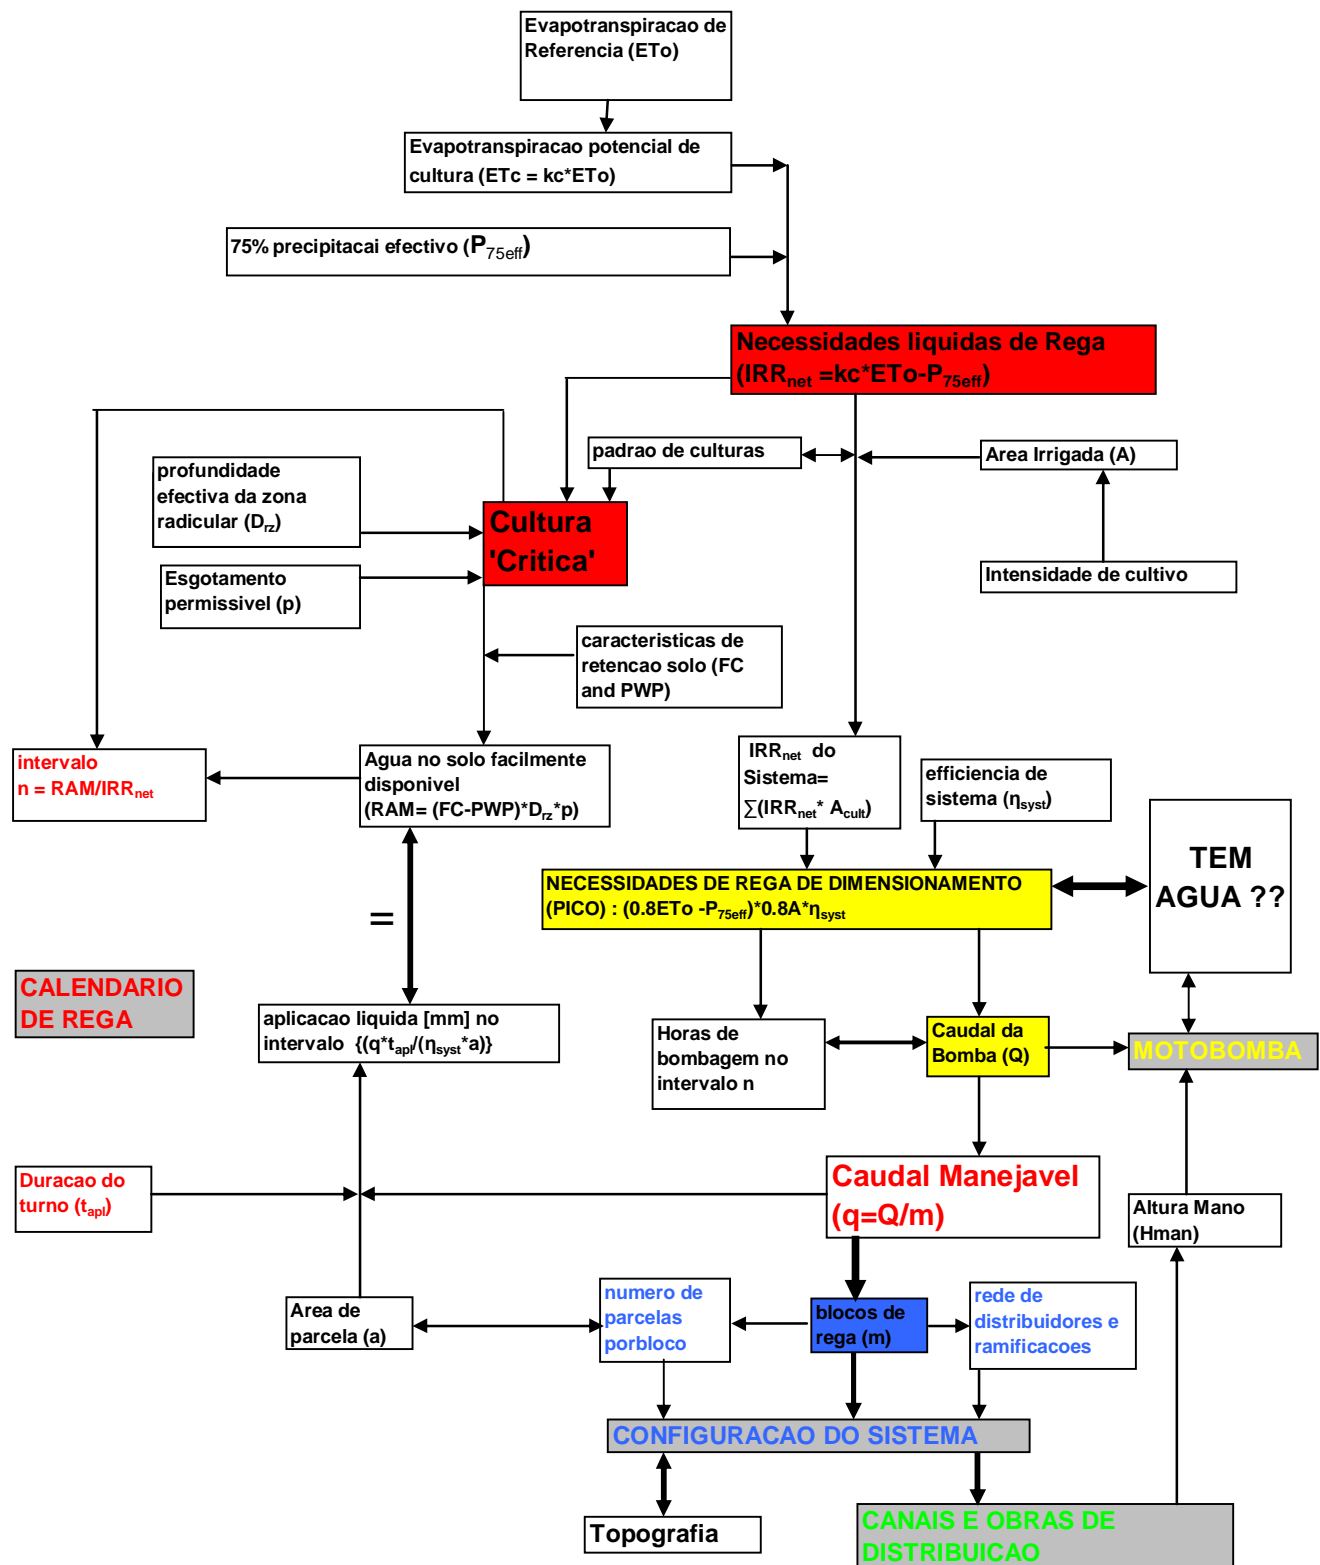 Evapotranspiracao de
Referencia (ETo)
Evapotranspiracao potencial de
cultura (ETc = kc*ETo)
75% precipitacai efectivo (P75eff)
Necessidades liquidas de Rega
(IRRnet =kc*ETo-P75eff)
padrao de culturas
Area Irrigada (A)
profundidade
efectiva da zona
radicular (Drz)
Cultura
'Critica'
Esgotamento
permissivel (p)
Intensidade de cultivo
caracteristicas de
retencao solo (FC
and PWP)
intervalo
n = RAM/IRRnet
Agua no solo facilmente
disponivel
(RAM= (FC-PWP)*Drz*p)
IRRnet do
Sistema=
∑(IRRnet* Acult)
efficiencia de
sistema (ηsyst)
TEM
AGUA ??
NECESSIDADES DE REGA DE DIMENSIONAMENTO
(PICO) : (0.8ETo -P75eff)*0.8A*ηsyst
=
CALENDARIO
DE REGA
aplicacao liquida [mm] no
intervalo {(q*tapl/(ηsyst*a)}
Horas de
bombagem no
intervalo n
Caudal da
Bomba (Q)
MOTOBOMBA
Duracao do
turno (tapl)
Caudal Manejavel
(q=Q/m)
Altura Mano
(Hman)
Area de
parcela (a)
numero de
parcelas
porbloco
blocos de
rega (m)
rede de
distribuidores e
ramificacoes
CONFIGURACAO DO SISTEMA
Topografia
CANAIS E OBRAS DE
DISTRIBUICAO